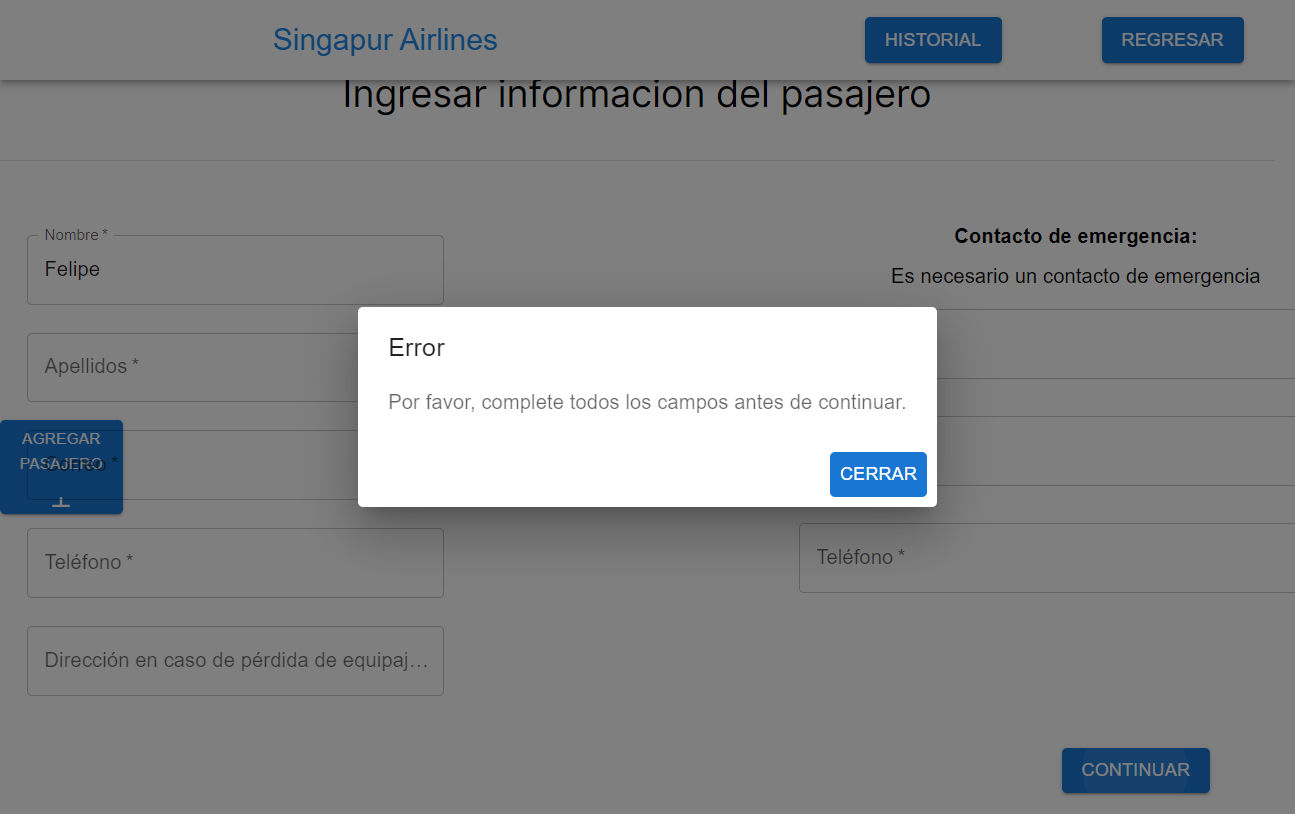 Singapur Airlines
HISTORIAL
REGRESAR
Ingresar informacion del pasajero
Nombre *
Felipe
Contacto de emergencia:
Es necesario un contacto de emergencia
Apellidos *
Error
Por favor, complete todos los campos antes de continuar.
CERRAR
AGREGAR
PASAJERO
*
Teléfono *
Teléfono *
Dirección en caso de pérdida de equipaj…
CONTINUAR